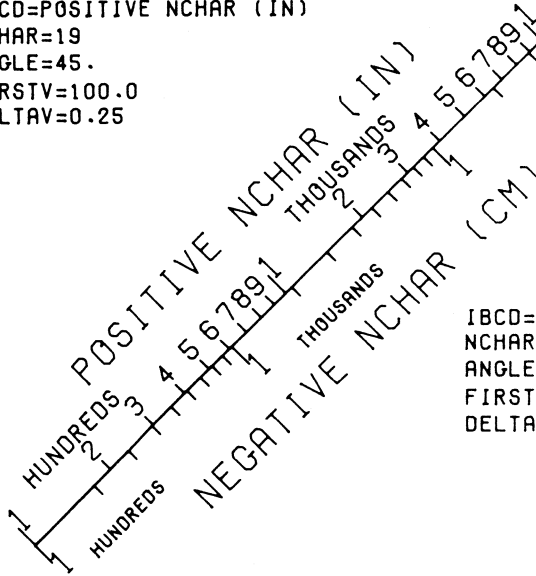 CD=POSITIVE NCHAR (IN)
HAR=19
GLE=45.
RSTV=100.0
LTAV=0.25
POSITIVE NCHAR (IN)
HUNDREDS
THOUSANDS
1 2 3 4 5 6 7 8 9 1 2 3 4 5 6 7 8 9 1
1 1 1
HUNDREDS
THOUSANDS
NEGATIVE NCHAR (CM)
IBCD=
NCHAR
ANGLE
FIRST
DELTA